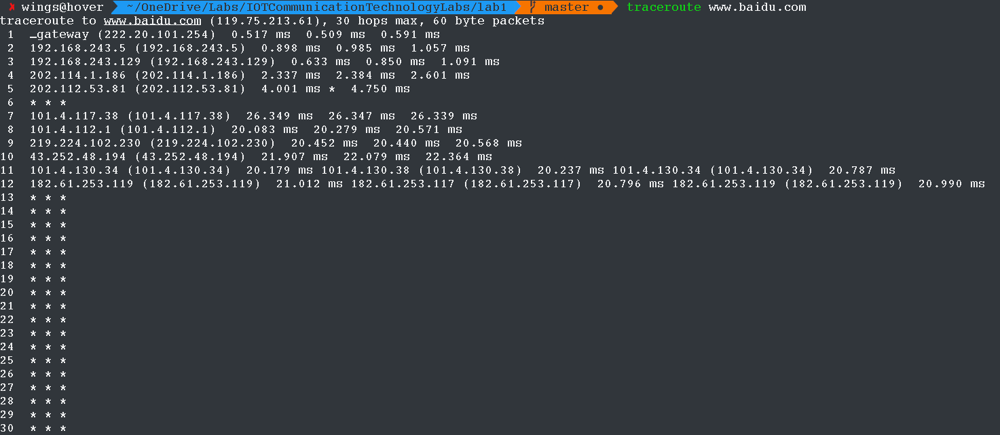 ✗ wings@hover ~/OneDrive/Labs/IOTCommunicationTechnologyLabs/lab1 master ● traceroute www.baidu.com
traceroute to www.baidu.com (119.75.213.61), 30 hops max, 60 byte packets
1 _gateway (222.20.101.254) 0.517 ms 0.509 ms 0.591 ms
2 192.168.243.5 (192.168.243.5) 0.898 ms 0.985 ms 1.057 ms
3 192.168.243.129 (192.168.243.129) 0.633 ms 0.850 ms 1.091 ms
4 202.114.1.186 (202.114.1.186) 2.337 ms 2.384 ms 2.601 ms
5 202.112.53.81 (202.112.53.81) 4.001 ms * 4.750 ms
6 * * *
7 101.4.117.38 (101.4.117.38) 26.349 ms 26.347 ms 26.339 ms
8 101.4.112.1 (101.4.112.1) 20.083 ms 20.279 ms 20.571 ms
9 219.224.102.230 (219.224.102.230) 20.452 ms 20.440 ms 20.568 ms
10 43.252.48.194 (43.252.48.194) 21.907 ms 22.079 ms 22.364 ms
11 101.4.130.34 (101.4.130.34) 20.179 ms 101.4.130.38 (101.4.130.38) 20.237 ms 101.4.130.34 (101.4.130.34) 20.787 ms
12 182.61.253.119 (182.61.253.119) 21.012 ms 182.61.253.117 (182.61.253.117) 20.796 ms 182.61.253.119 (182.61.253.119) 20.990 ms
13 * * *
14 * * *
15 * * *
16 * * *
17 * * *
18 * * *
19 * * *
20 * * *
21 * * *
22 * * *
23 * * *
24 * * *
25 * * *
26 * * *
27 * * *
28 * * *
29 * * *
30 * * *